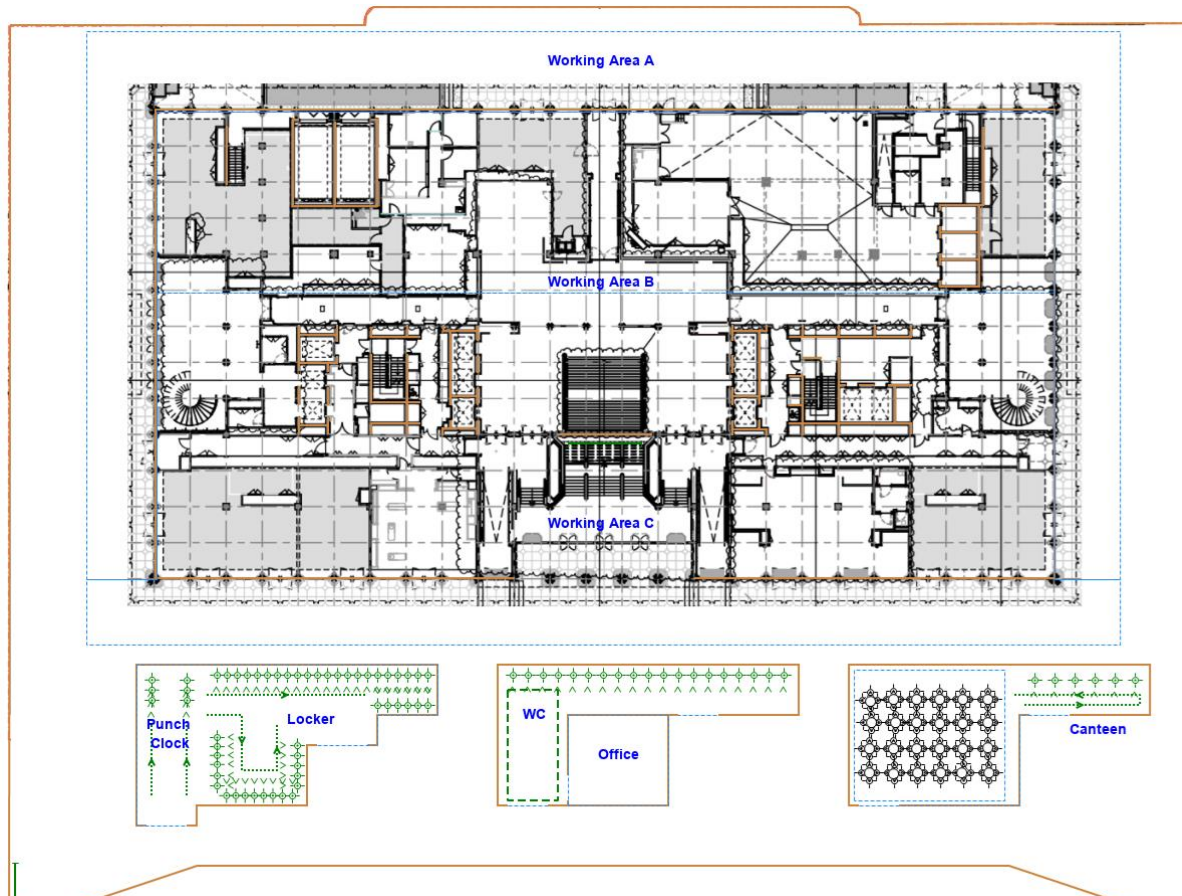 Working Area A
Working Area B
Working Area C
Punch
Clock
Locker
WC
Office
Canteen